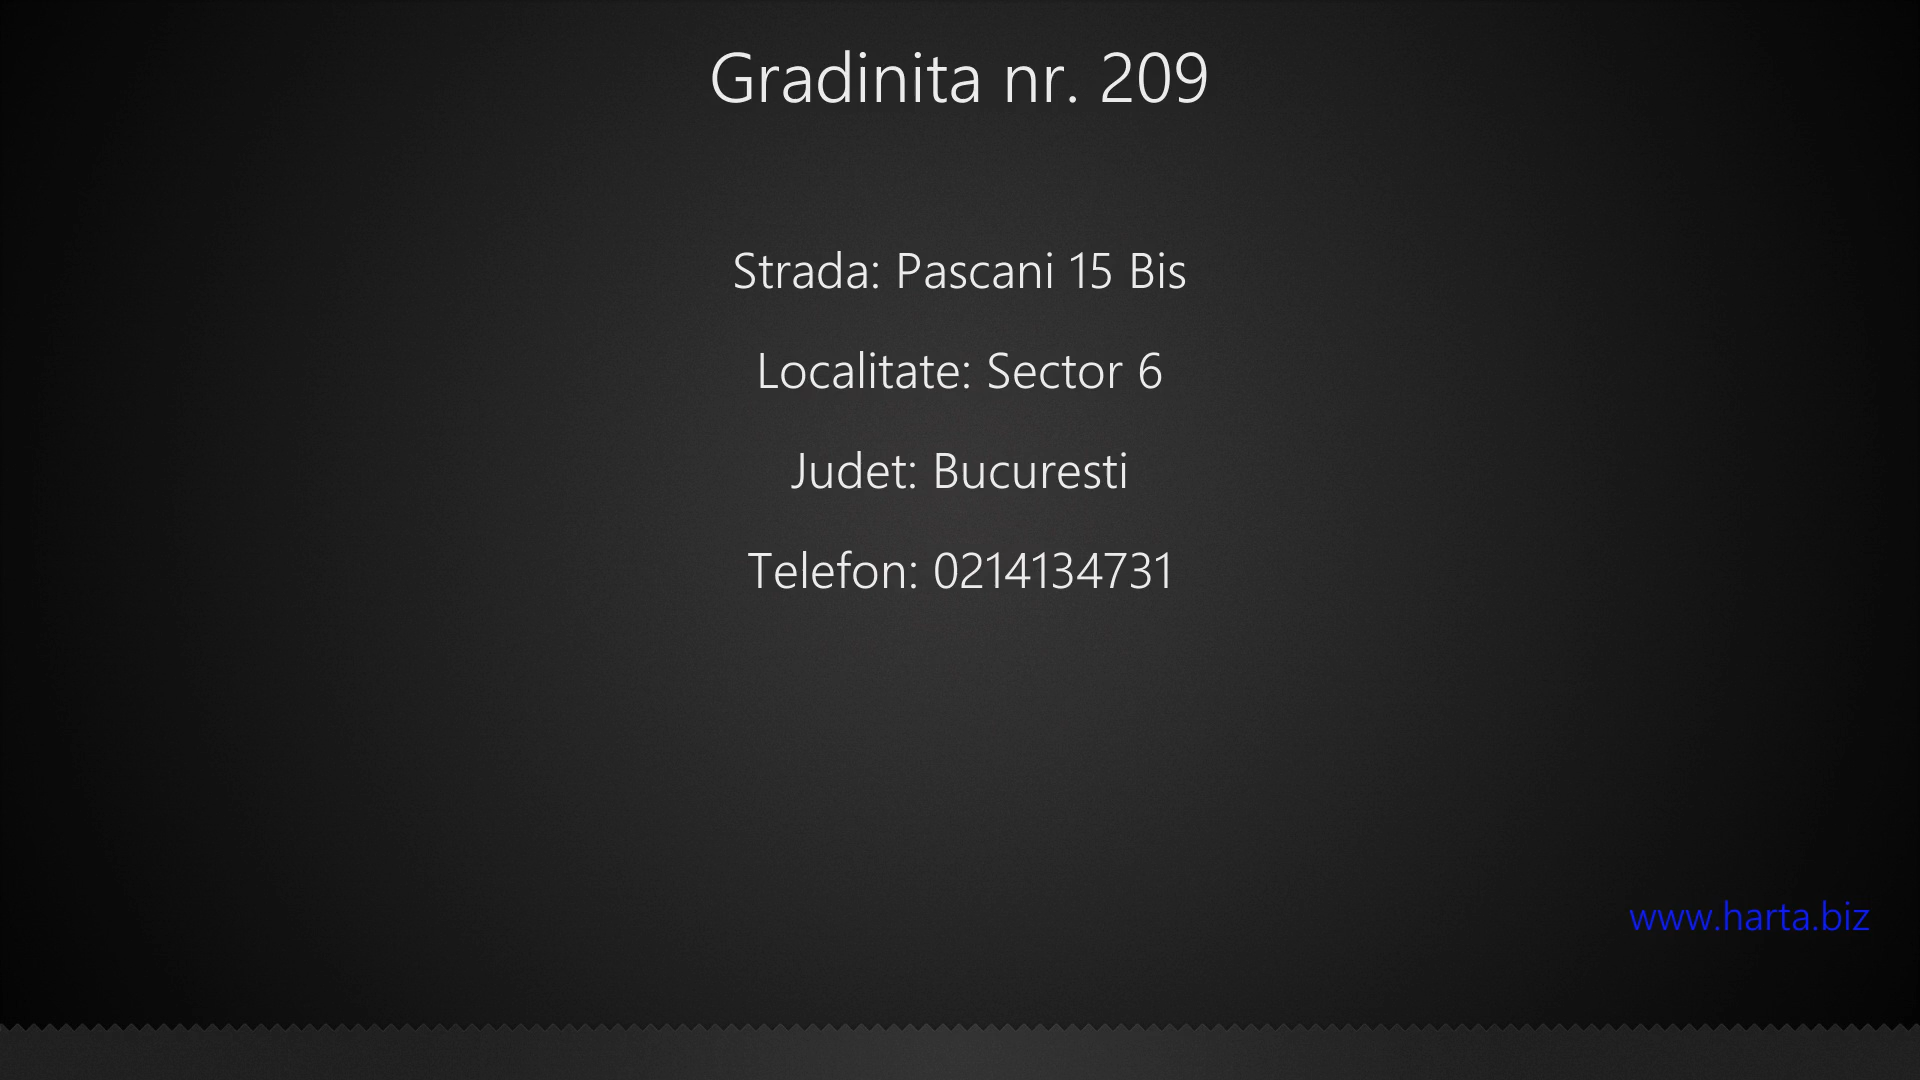 Gradinita nr. 209
Strada: Pascani 15 Bis
Localitate: Sector 6
Judet: Bucuresti
Telefon: 0214134731
www.harta.biz